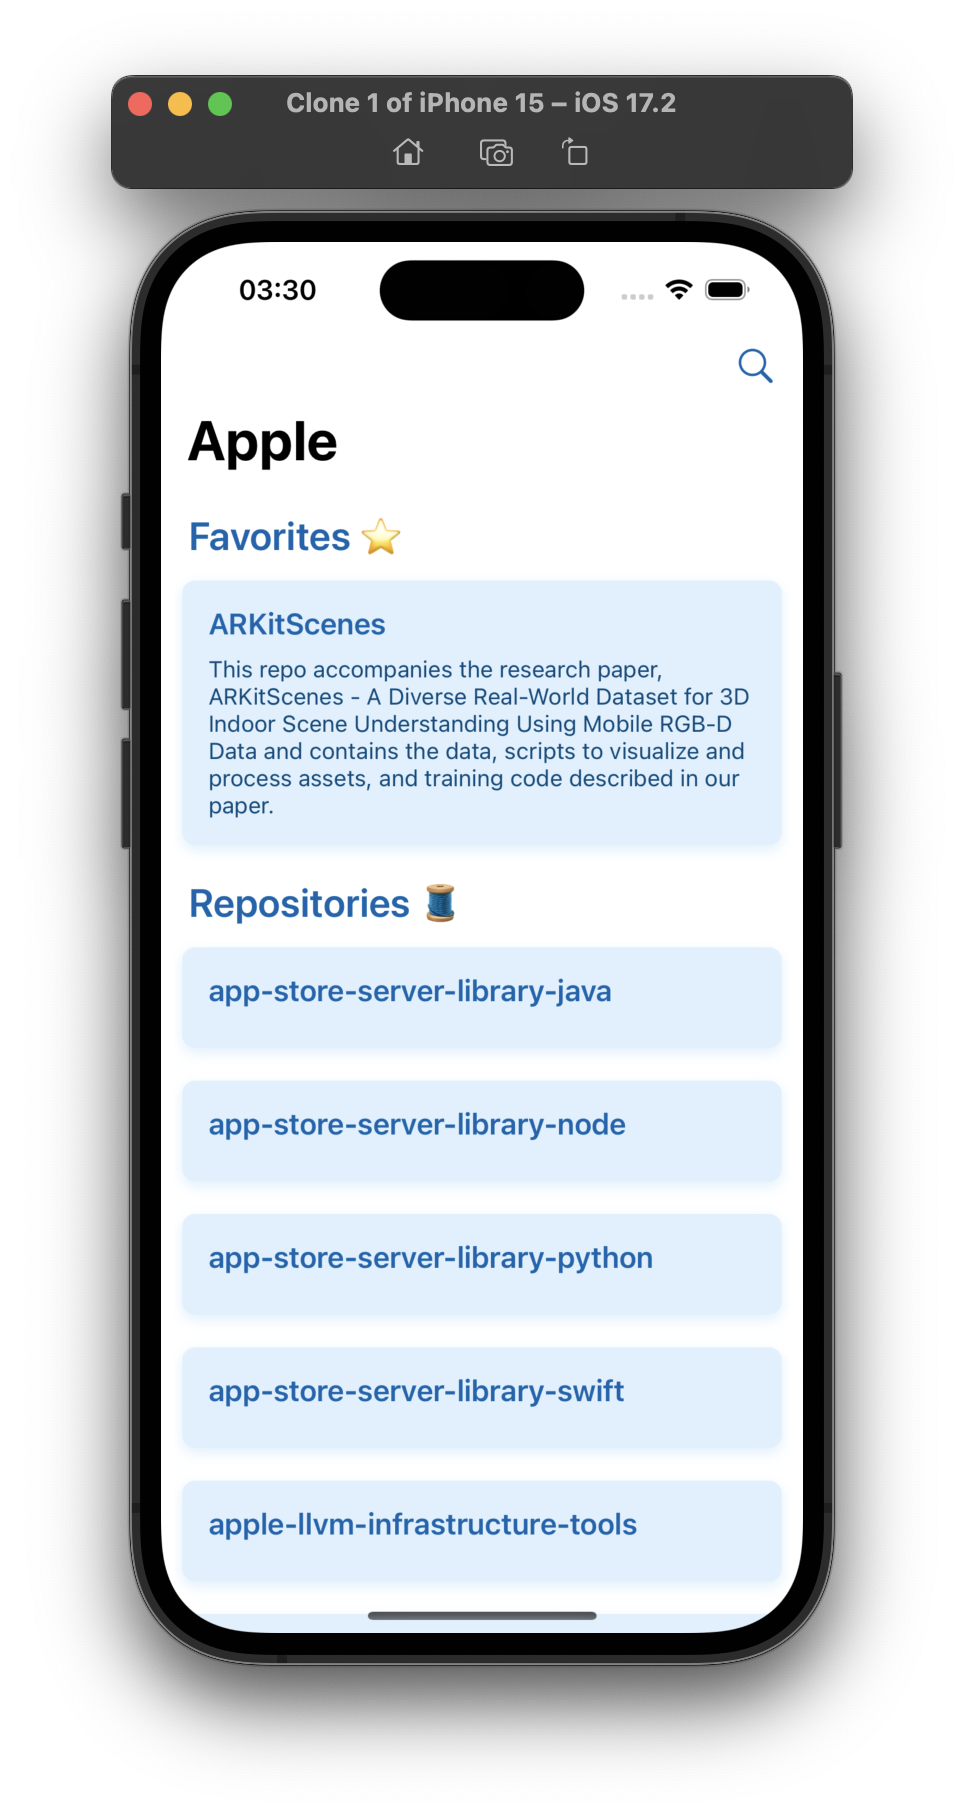 Clone 1 of iPhone 15 – iOS 17.2
03:30
Apple
Favorites ⭐
ARKitScenes
This repo accompanies the research paper,
ARKitScenes - A Diverse Real-World Dataset for 3D
Indoor Scene Understanding Using Mobile RGB-D
Data and contains the data, scripts to visualize and
process assets, and training code described in our
paper.
Repositories 🧵
app-store-server-library-java
app-store-server-library-node
app-store-server-library-python
app-store-server-library-swift
apple-llvm-infrastructure-tools